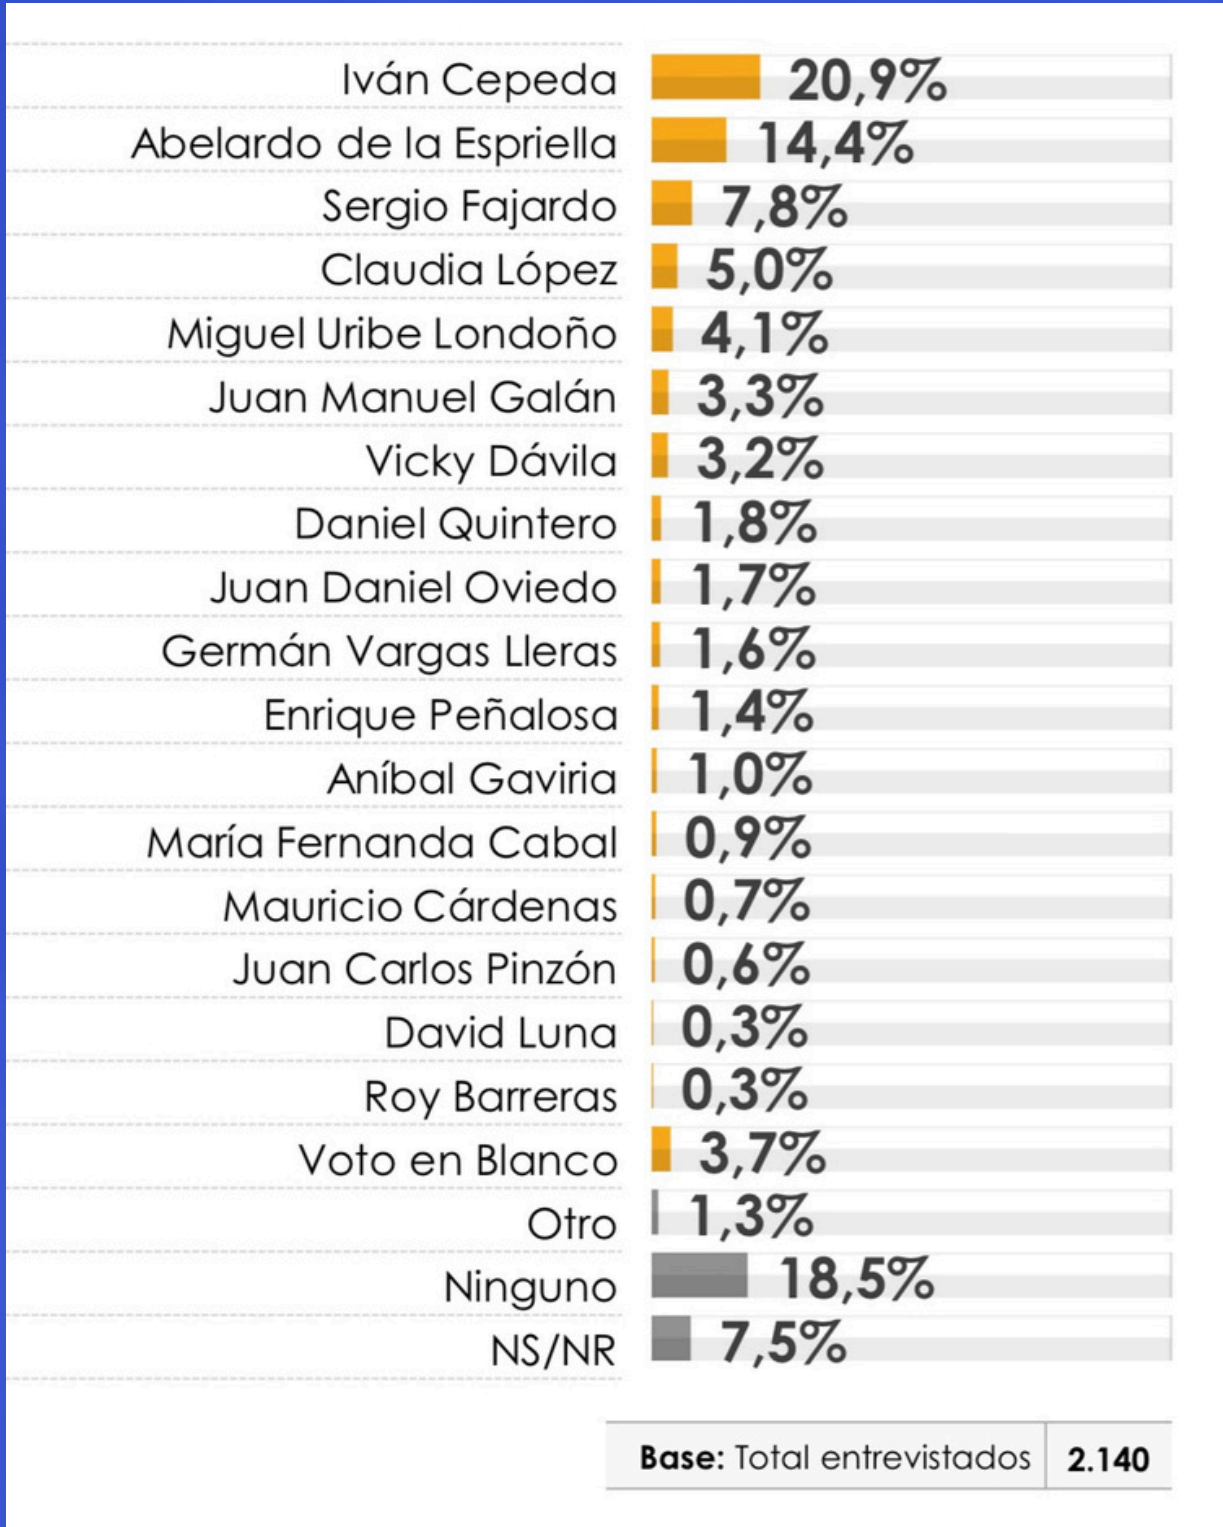 Iván Cepeda 20,9%
Abelardo de la Espriella 14,4%
Sergio Fajardo 7,8%
Claudia López 5,0%
Miguel Uribe Londoño 4,1%
Juan Manuel Galán 3,3%
Vicky Dávila 3,2%
Daniel Quintero 1,8%
Juan Daniel Oviedo 1,7%
Germán Vargas Lleras 1,6%
Enrique Peñalosa 1,4%
Aníbal Gaviria 1,0%
María Fernanda Cabal 0,9%
Mauricio Cárdenas 0,7%
Juan Carlos Pinzón 0,6%
David Luna 0,3%
Roy Barreras 0,3%
Voto en Blanco 3,7%
Otro 1,3%
Ninguno 18,5%
NS/NR 7,5%
Base: Total entrevistados 2.140